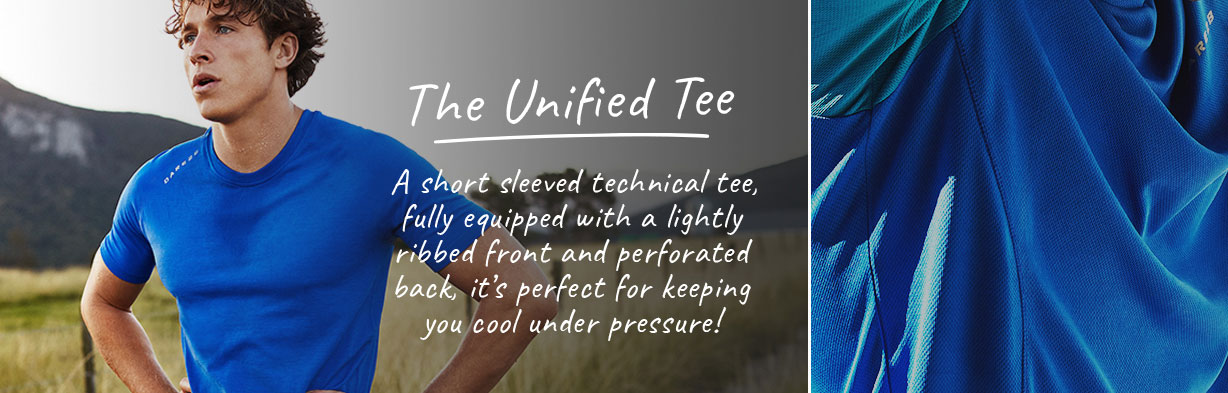 The Unified Tee
A short sleeved technical tee,
fully equipped with a lightly
ribbed front and perforated
back, it's perfect for keeping
you cool under pressure!